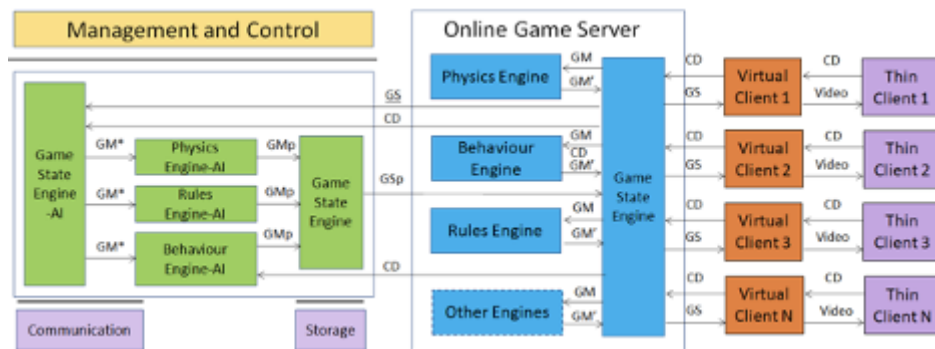 Management and Control
Online Game Server
Game
State
Engine
-AI
GM*
GM*
GM*
Physics
Engine-AI
Rules
Engine-AI
Behaviour
Engine-AI
GMp
GMp
GMp
Game
State
Engine
GS
CD
GSp
CD
Communication
Storage
Physics Engine
Behaviour
Engine
Rules Engine
Other Engines
GM
GM'
GM
CD
GM'
GM
GM'
GM
GM'
Game
State
Engine
CD
GS
CD
GS
CD
GS
CD
GS
Virtual
Client 1
Virtual
Client 2
Virtual
Client 3
Virtual
Client N
CD
Video
CD
Video
CD
Video
CD
Video
Thin
Client 1
Thin
Client 2
Thin
Client 3
Thin
Client N